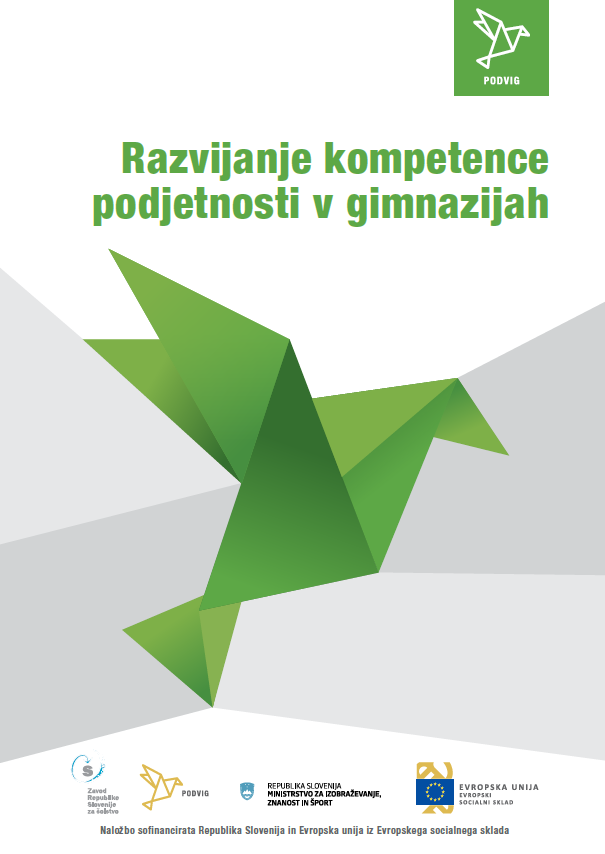 PODVIG
Razvijanje kompetence
podjetnosti v gimnazijah
Š
Zavod
Republike
Slovenije
za šolstvo
PODVIG
REPUBLIKA SLOVENIJA
MINISTRSTVO ZA IZOBRAŽEVANJE,
ZNANOST IN ŠPORT
EVROPSKA UNIJA
EVROPSKI
SOCIALNI SKLAD
Naložbo sofinancirata Republika Slovenija in Evropska unija iz Evropskega socialnega sklada